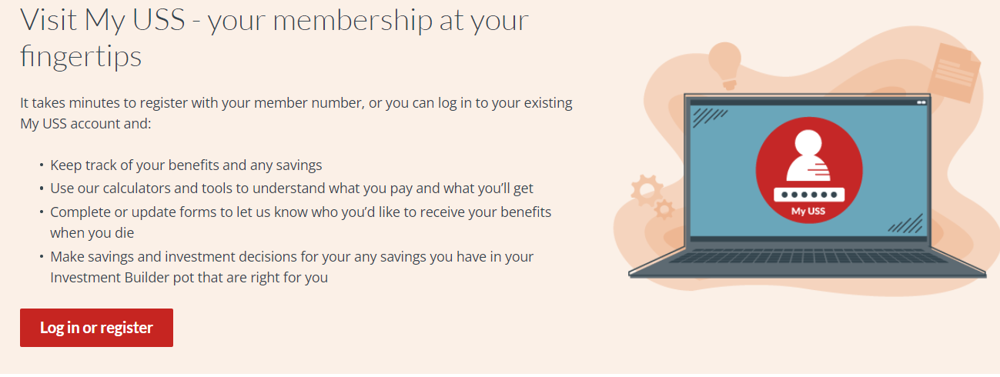 Visit My USS - your membership at your
fingertips
It takes minutes to register with your member number, or you can log in to your existing
My USS account and:
• Keep track of your benefits and any savings
• Use our calculators and tools to understand what you pay and what you’ll get
• Complete or update forms to let us know who you’d like to receive your benefits
when you die
• Make savings and investment decisions for your any savings you have in your
Investment Builder pot that are right for you
Log in or register
My USS